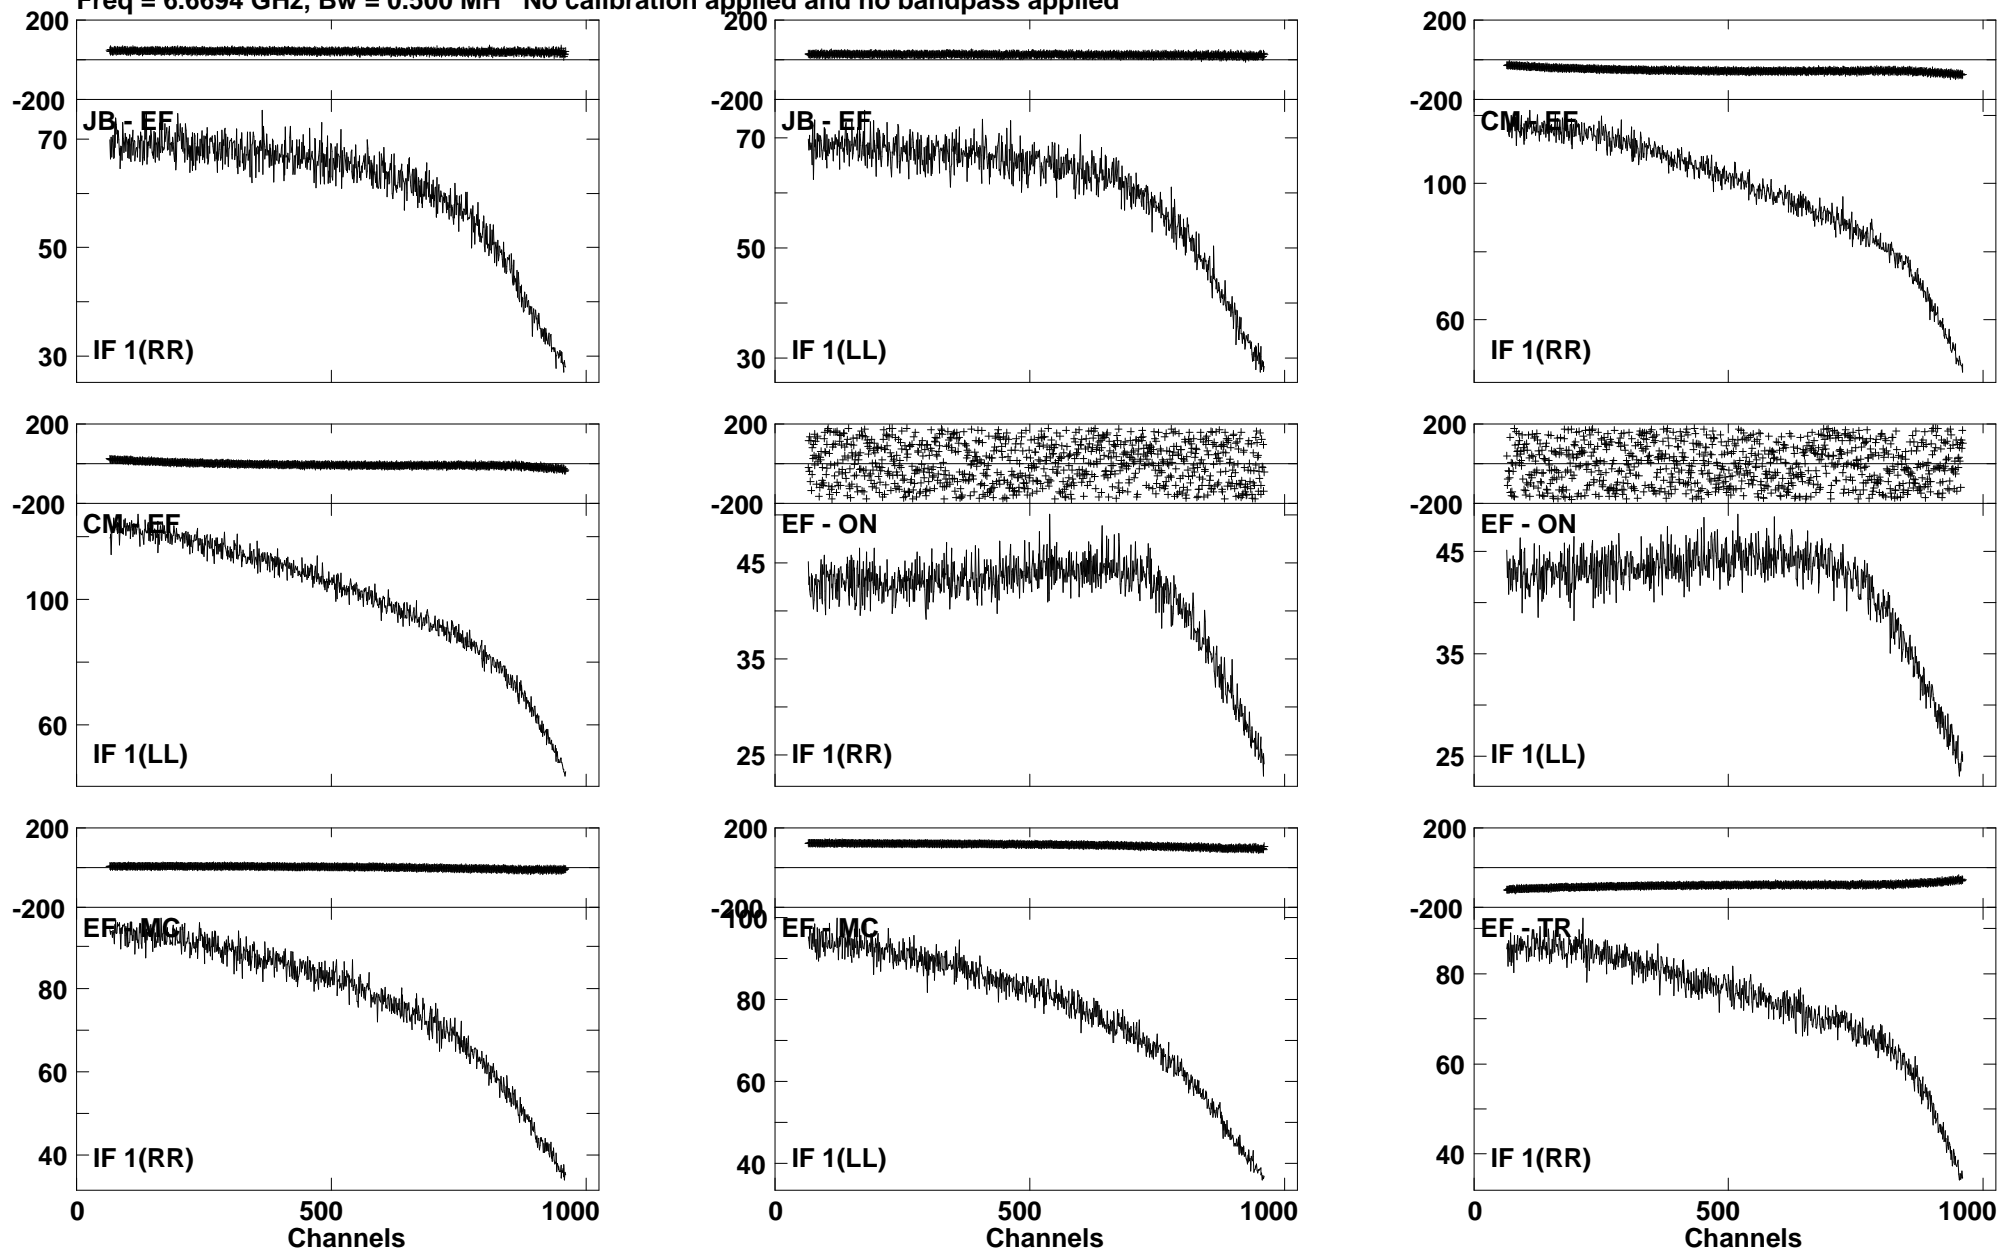 Freq = 6.6694 GHz, Bw = 0.500 MH No calibration applied and no bandpass applied
200
-200
JB - EF
70
50
30
IF 1(RR)
200
-200
JB - EF
70
50
30
IF 1(LL)
200
-200
CM - EF
100
60
IF 1(RR)
200
-200
CM - EF
100
60
IF 1(LL)
200
-200
EF - ON
45
35
25
IF 1(RR)
200
-200
EF - ON
45
35
25
IF 1(LL)
200
-200
EF - MC
80
60
40
IF 1(RR)
0 500 1000
Channels
200
-200
100
EF - MC
80
60
40
IF 1(LL)
0 500 1000
Channels
200
-200
EF - TR
80
60
40
IF 1(RR)
0 500 1000
Channels